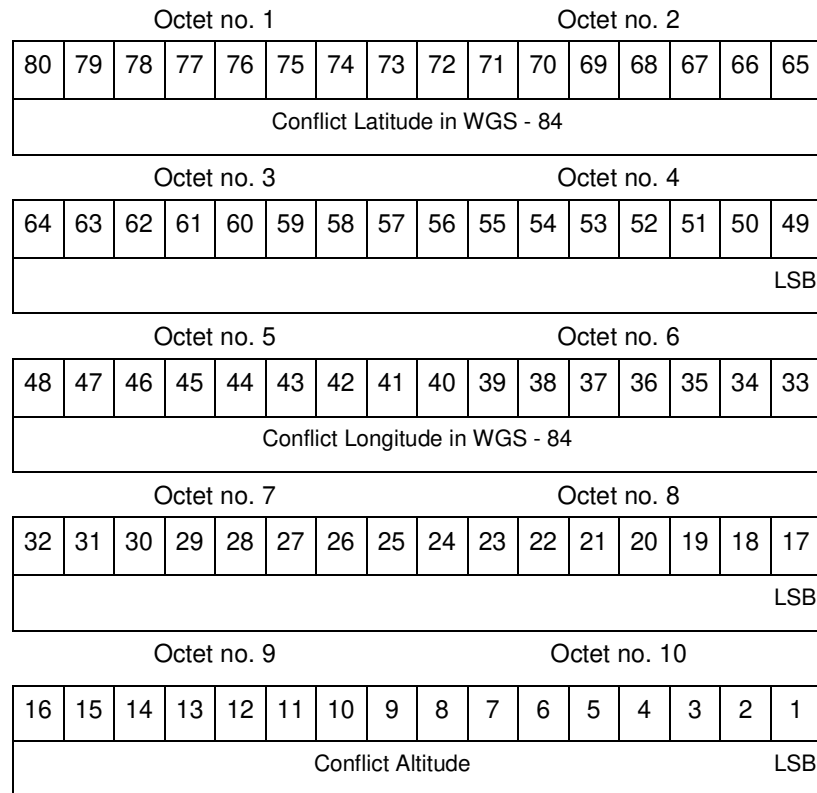 Octet no. 1 Octet no. 2
80 79 78 77 76 75 74 73 72 71 70 69 68 67 66 65
Conflict Latitude in WGS - 84
Octet no. 3 Octet no. 4
64 63 62 61 60 59 58 57 56 55 54 53 52 51 50 49
LSB
Octet no. 5 Octet no. 6
48 47 46 45 44 43 42 41 40 39 38 37 36 35 34 33
Conflict Longitude in WGS - 84
Octet no. 7 Octet no. 8
32 31 30 29 28 27 26 25 24 23 22 21 20 19 18 17
LSB
Octet no. 9 Octet no. 10
16 15 14 13 12 11 10 9 8 7 6 5 4 3 2 1
Conflict Altitude LSB